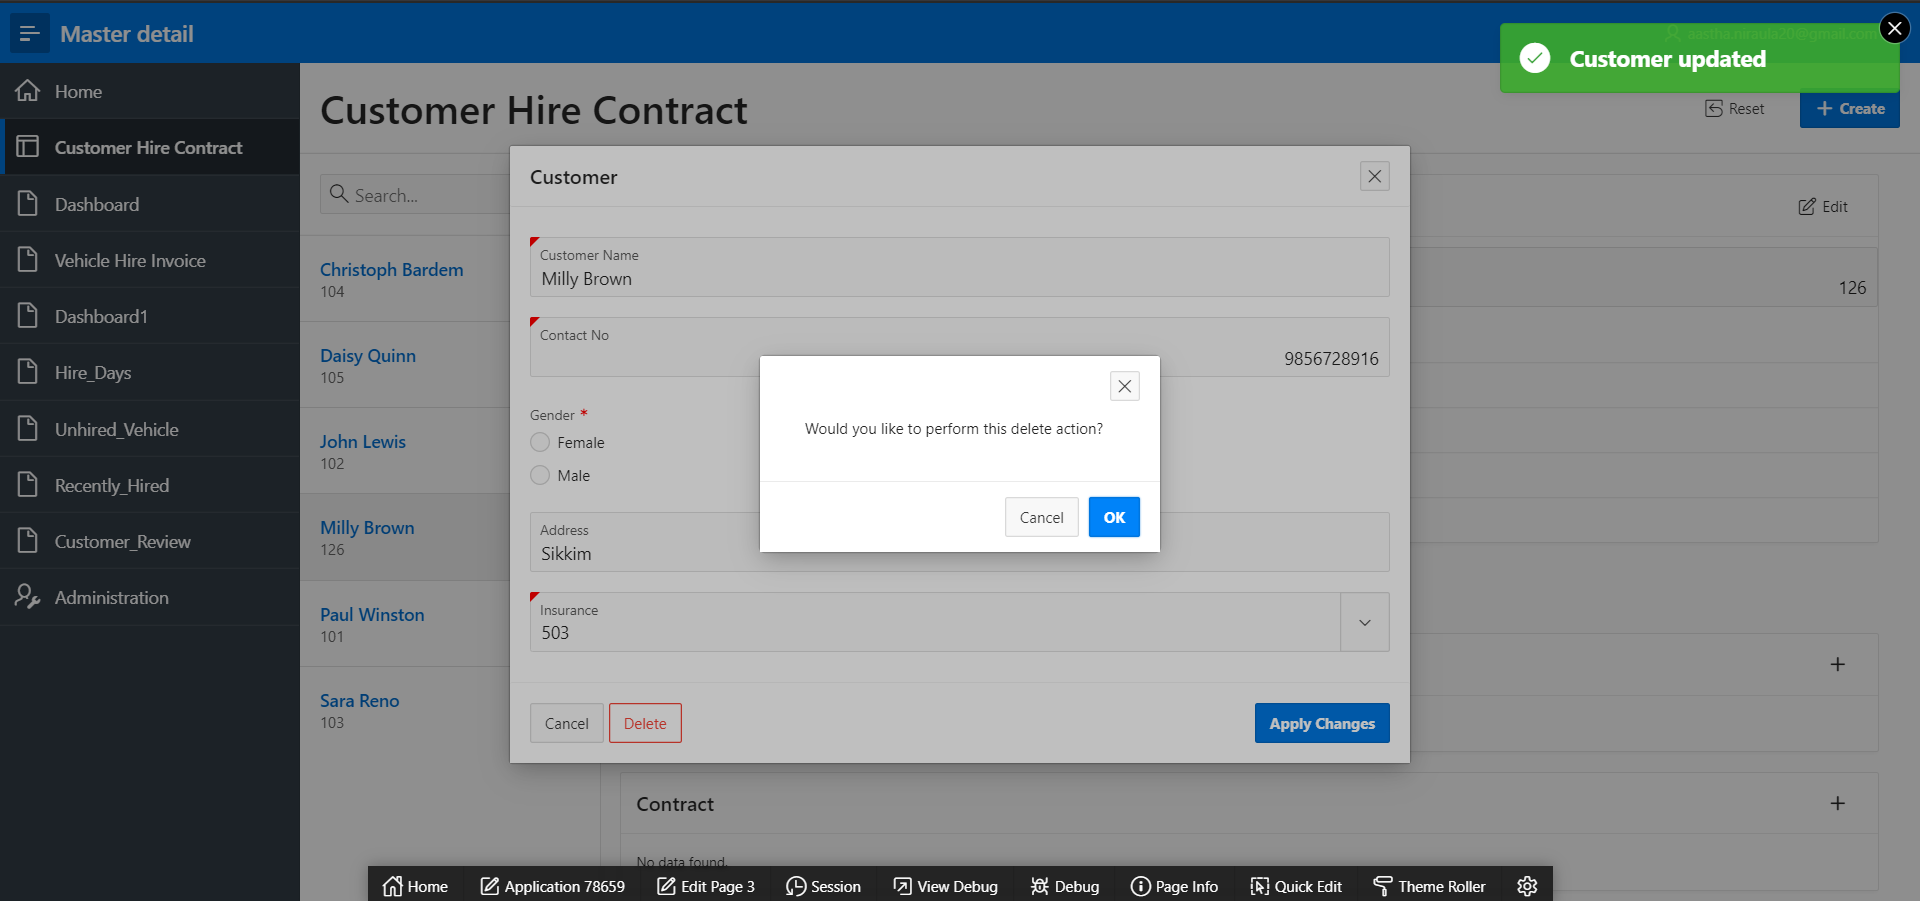 Master detail
aastha.niraula20@gmail.com
Customer updated
Home
Customer Hire Contract
Dashboard
Vehicle Hire Invoice
Dashboard1
Hire_Days
Unhired_Vehicle
Recently_Hired
Customer_Review
Administration
Customer Hire Contract
Reset
Create
Search...
Christoph Bardem
104
Daisy Quinn
105
John Lewis
102
Milly Brown
126
Paul Winston
101
Sara Reno
103
Edit
126
Customer
Customer Name
Milly Brown
Contact No
9856728916
Gender *
Female
Male
Address
Sikkim
Insurance
503
Cancel
Delete
Apply Changes
Would you like to perform this delete action?
Cancel
OK
Contract
No data found.
Home
Application 78659
Edit Page 3
Session
View Debug
Debug
Page Info
Quick Edit
Theme Roller